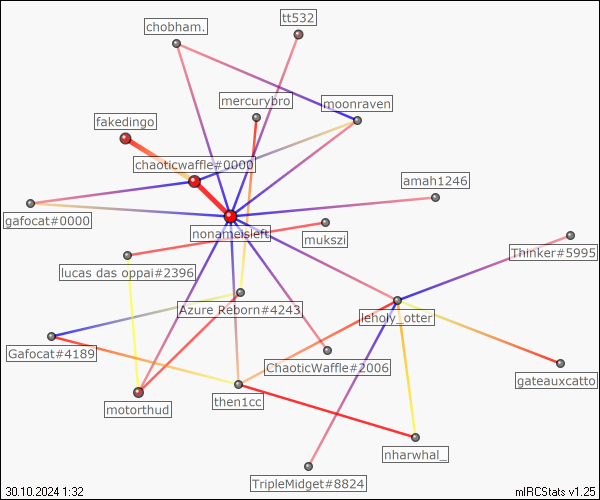 tt532
chobham.
mercurybro
moonraven
fakedingo
chaoticwaffle#0000
amah1246
gafocat#0000
nonameisleft
mukszi
Thinker#5995
lucas das oppai#2396
Azure Reborn#4243
leholy_otter
Gafocat#4189
ChaoticWaffle#2006
gateauxcatto
motorthud
then1cc
nharwhal_
TripleMidget#8824
30.10.2024 1:32
mIRCStats v1.25